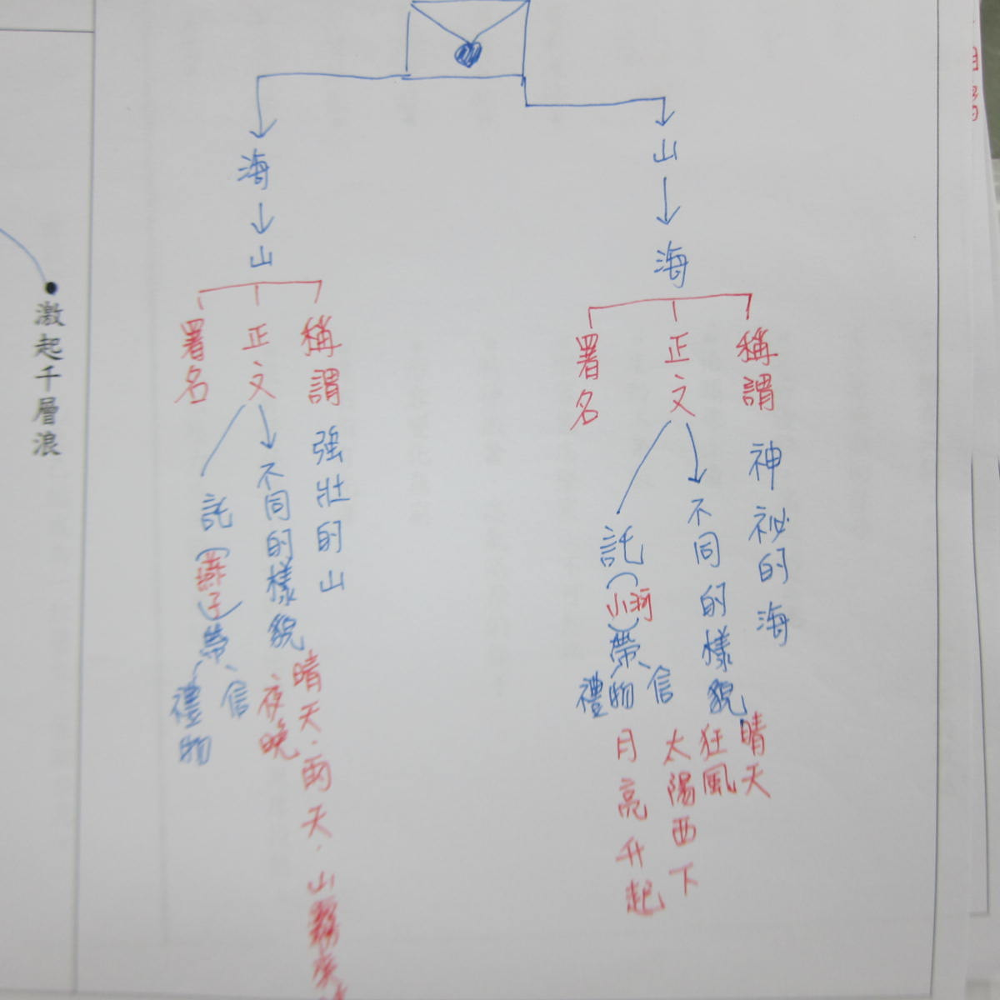 山
海
稱謂
神祕的海
正文
不同的樣貌
晴天
狂風
太陽西下
月亮升起
託(小河)帶
信
禮物
署名
海
山
稱謂
強壯的山
正文
不同的樣貌
晴天.雨天.山
夜晚
託(燕子)帶
信
禮物
署名
激起千層浪